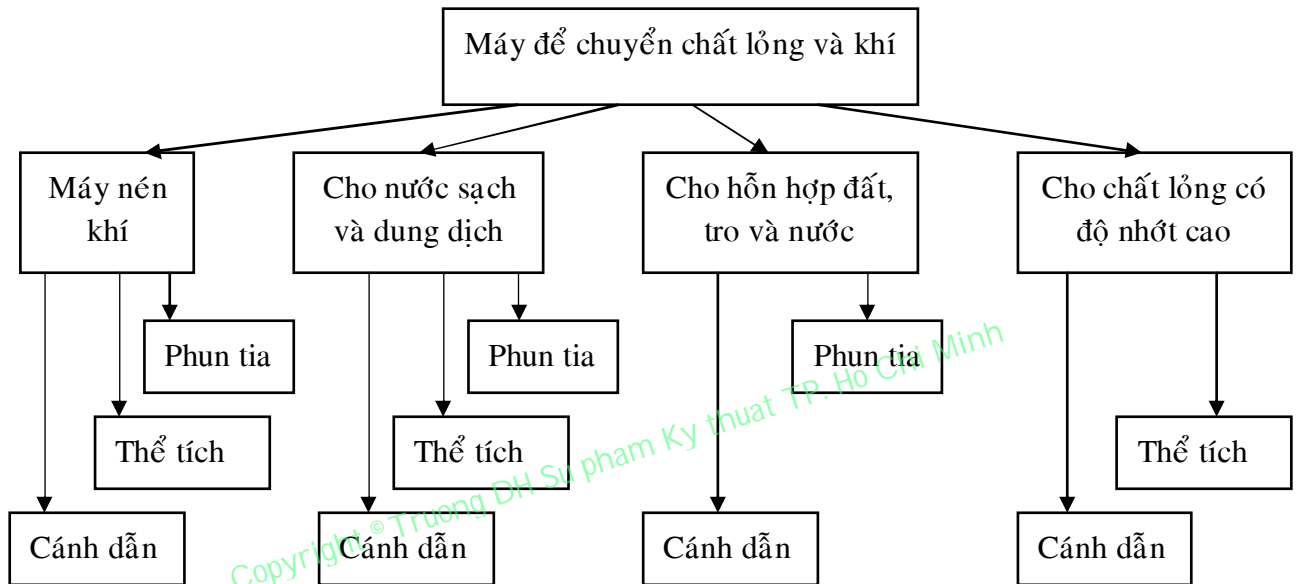 Máy để chuyển chất lỏng và khí
Máy nén
khí
Cho nước sạch
và dung dịch
Cho hỗn hợp đất,
tro và nước
Cho chất lỏng có
độ nhớt cao
Phun tia
Phun tia
Phun tia
Thể tích
Thể tích
Thể tích
Cánh dẫn
Cánh dẫn
Cánh dẫn
Cánh dẫn
Copyright © Truong DH Su pham Ky thuat TP. Ho Chi Minh